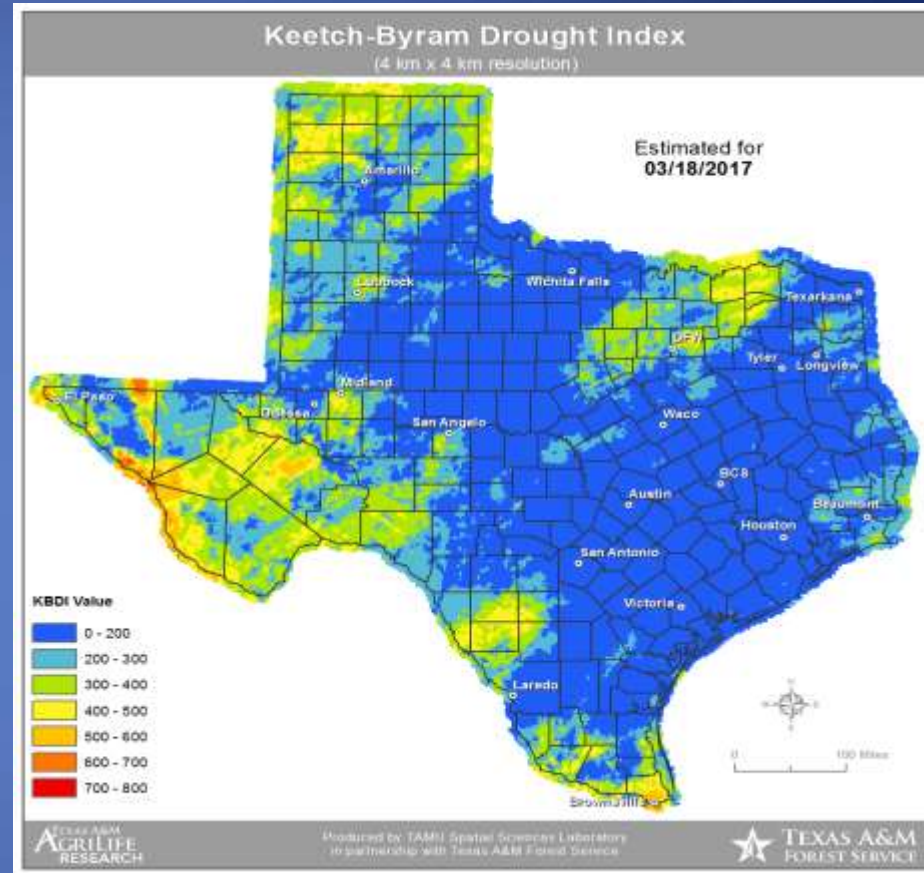 Keetch-Byram Drought Index
(4 km x 4 km resolution)
Estimated for
03/18/2017
Amarillo
Lubbock
Wichita Falls
Texarkana
DFW
Tyler
Longview
El Paso
Midland
Odessa
San Angelo
Waco
BCS
Austin
Beaumont
Houston
San Antonio
Victoria
Laredo
Brownsville
KBDI Value
0 - 200
200 - 300
300 - 400
400 - 500
500 - 600
600 - 700
700 - 800
0 100 Miles
TEXAS A&M
AGRILIFE
RESEARCH
Produced by TAMU Spatial Sciences Laboratory
in partnership with Texas A&M Forest Service
TEXAS A&M
FOREST SERVICE